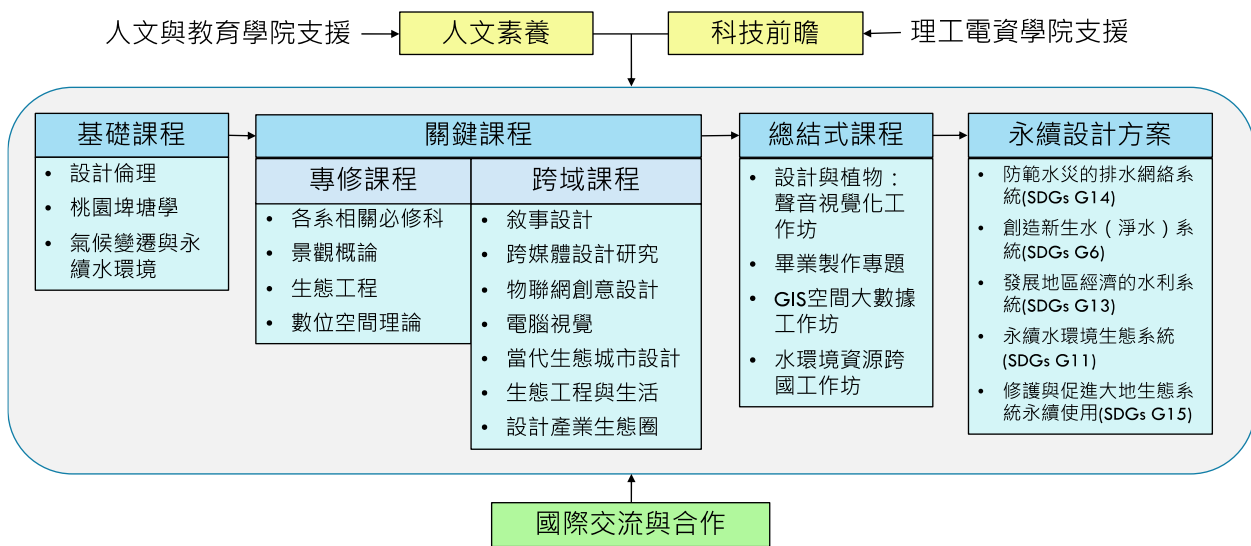 人文與教育學院支援
人文素養
科技前瞻
理工電資學院支援
基礎課程
• 設計倫理
• 桃園埤塘學
• 氣候變遷與永
續水環境
關鍵課程
專修課程
• 各系相關必修科
• 景觀概論
• 生態工程
• 數位空間理論
跨域課程
• 敘事設計
• 跨媒體設計研究
• 物聯網創意設計
• 電腦視覺
• 當代生態城市設計
• 生態工程與生活
• 設計產業生態圈
總結式課程
• 設計與植物：
聲音視覺化工
作坊
• 畢業製作專題
• GIS空間大數據
工作坊
• 水環境資源跨
國工作坊
永續設計方案
• 防範水災的排水網絡系
統(SDGs G14)
• 創造新生水（淨水）系
統(SDGs G6)
• 發展地區經濟的水利系
統(SDGs G13)
• 永續水環境生態系統
(SDGs G11)
• 修護與促進大地生態系
統永續使用(SDGs G15)
國際交流與合作